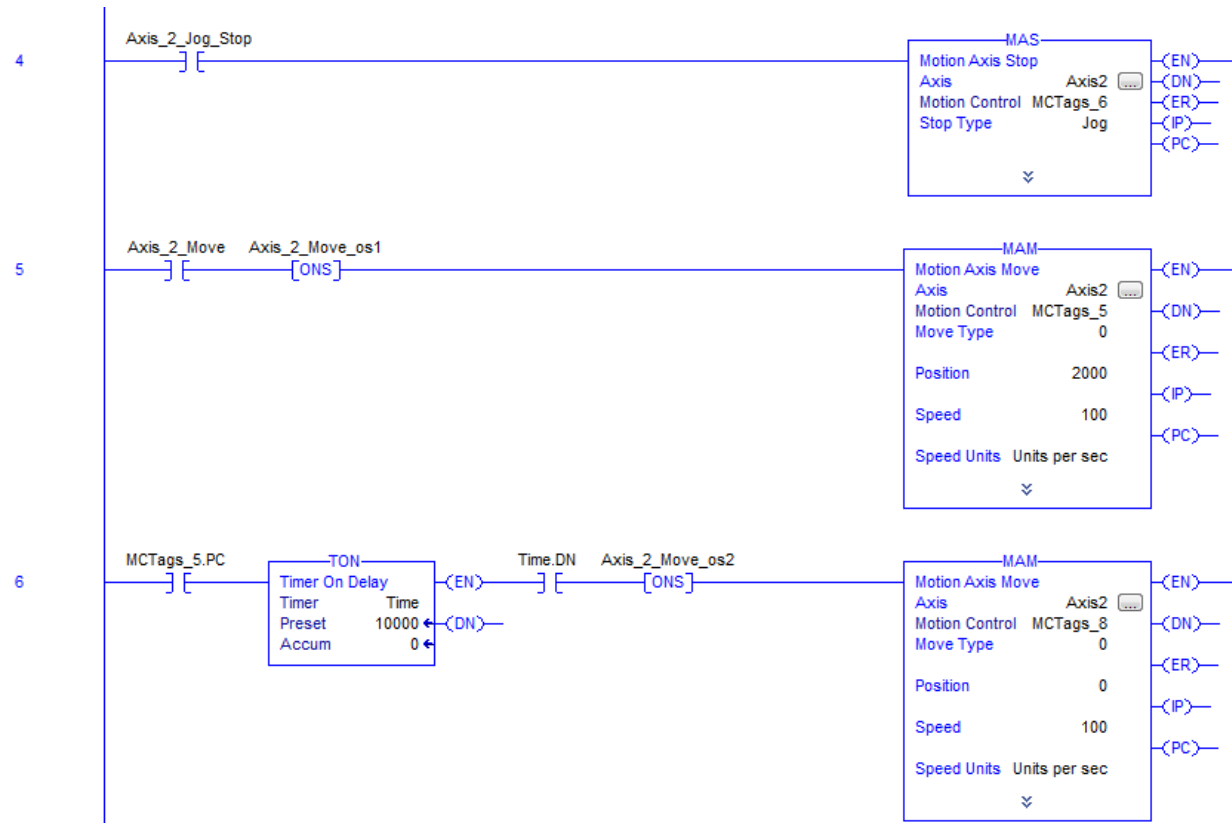 Axis_2_Jog_Stop
4
MAS
Motion Axis Stop
Axis Axis2 ...
Motion Control MCTags_6
Stop Type Jog
(EN)
(DN)
(ER)
(IP)
(PC)
Axis_2_Move Axis_2_Move_os1
5
ONS
MAM
Motion Axis Move
Axis Axis2 ...
Motion Control MCTags_5
Move Type 0
Position 2000
Speed 100
Speed Units Units per sec
(EN)
(DN)
(ER)
(IP)
(PC)
MCTags_5.PC
6
TON
Timer On Delay
Timer Time
Preset 10000
Accum 0
(EN)
(DN)
Time.DN Axis_2_Move_os2
ONS
MAM
Motion Axis Move
Axis Axis2 ...
Motion Control MCTags_8
Move Type 0
Position 0
Speed 100
Speed Units Units per sec
(EN)
(DN)
(ER)
(IP)
(PC)